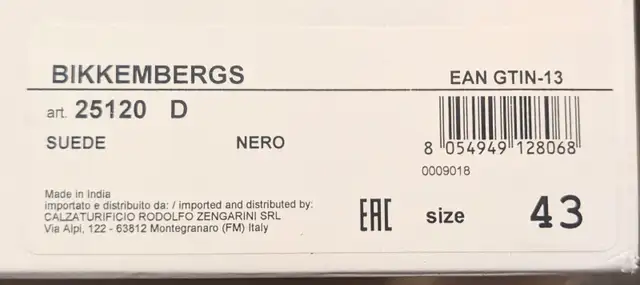 BIKKEMBERGS
EAN GTIN-13
art. 25120 D
SUEDE NERO
8 054949 128068
0009018
Made in India
importato e distribuito da: / imported and distributed by:
CALZATURIFICIO RODOLFO ZENGARINI SRL
Via Alpi, 122 - 63812 Montegranaro (FM) Italy
EAC size 43